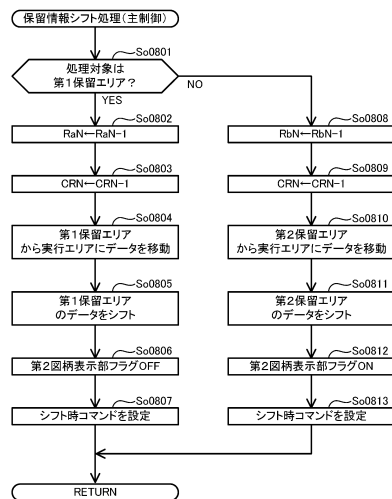 保留情報シフト処理(主制御)
So0801
処理対象は
第1保留エリア?
YES
NO
So0802
RaN←RaN-1
So0803
CRN←CRN-1
So0804
第1保留エリア
から実行エリアにデータを移動
So0805
第1保留エリア
のデータをシフト
So0806
第2図柄表示部フラグOFF
So0807
シフト時コマンドを設定
So0808
RbN←RbN-1
So0809
CRN←CRN-1
So0810
第2保留エリア
から実行エリアにデータを移動
So0811
第2保留エリア
のデータをシフト
So0812
第2図柄表示部フラグON
So0813
シフト時コマンドを設定
RETURN